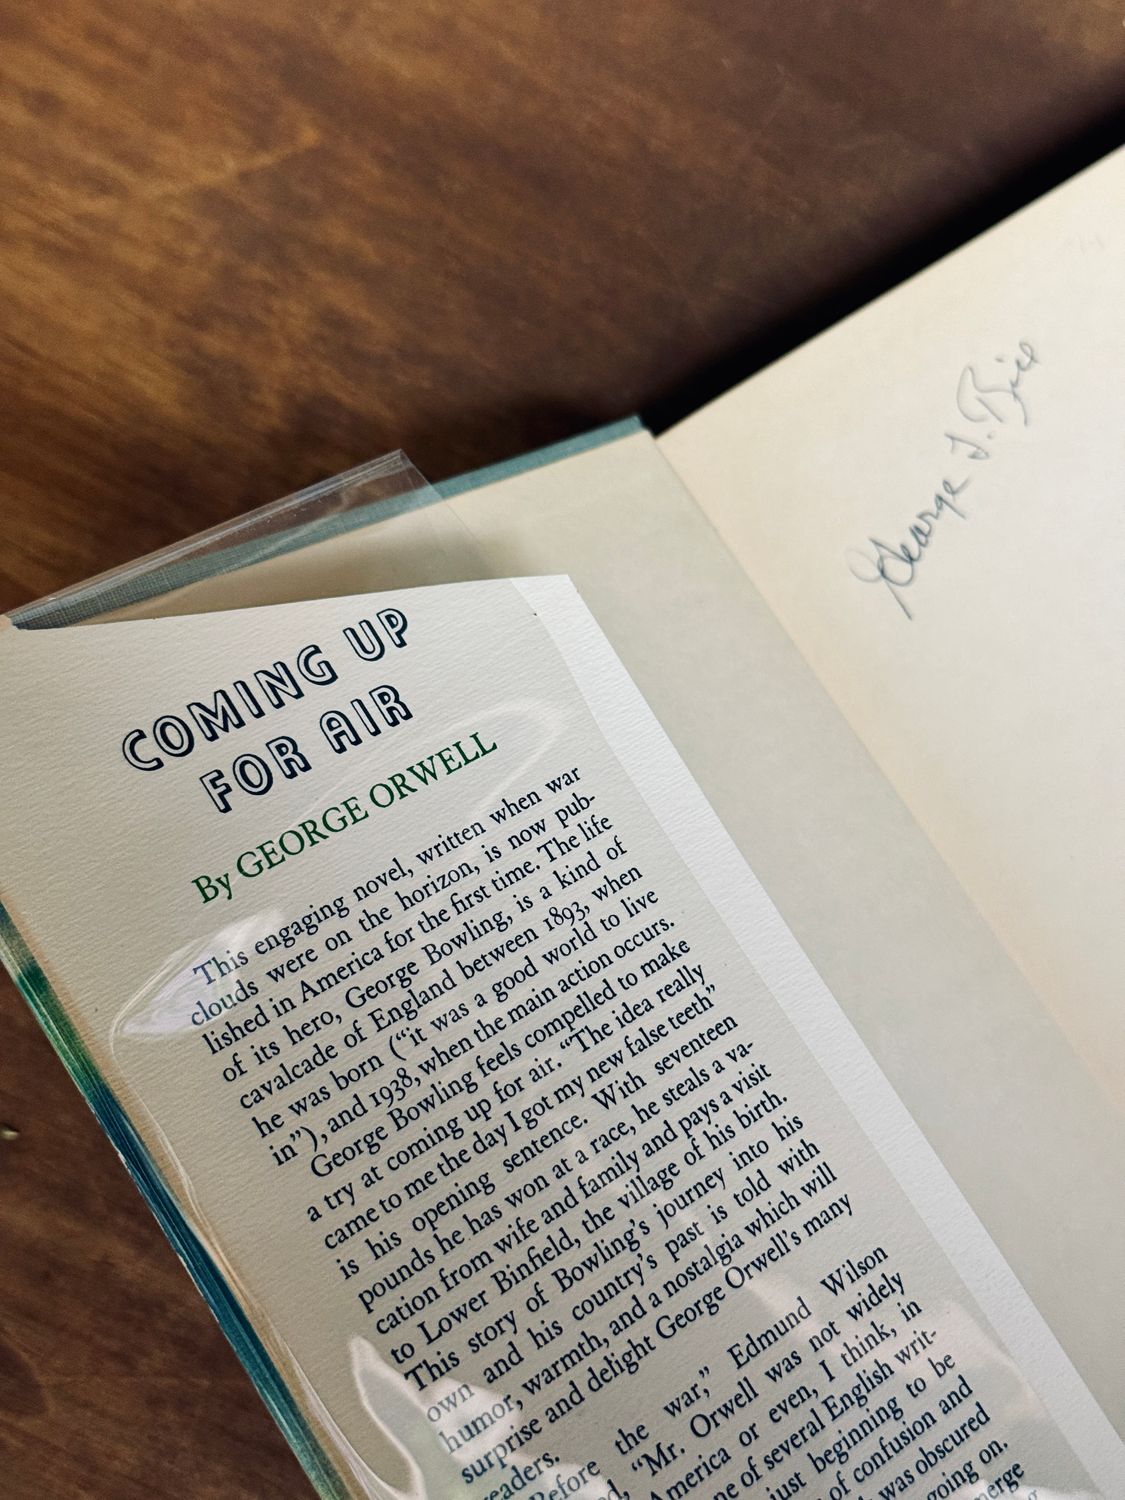 COMING UP
FOR AIR
By GEORGE ORWELL
This engaging novel, written when war
clouds were on the horizon, is now pub-
lished in America for the first time. The life
of its hero, George Bowling, is a kind of
cavalcade of England between 1893, when
he was born (“it was a good world to live
in”), and 1938, when the main action occurs.
George Bowling feels compelled to make
a try at coming up for air. “The idea really
came to me the day I got my new false teeth”
is his opening sentence. With seventeen
pounds he has won at a race, he steals a va-
cation from wife and family and pays a visit
to Lower Binfield, the village of his birth.
This story of Bowling’s journey into his
own and his country’s past is told with
humor, warmth, and a nostalgia which will
surprise and delight George Orwell’s many
readers.
Before the war,” Edmund Wilson
“Mr. Orwell was not widely
America or even, I think, in
one of several English writ-
just beginning to be
of confusion and
was obscured
going on.
George